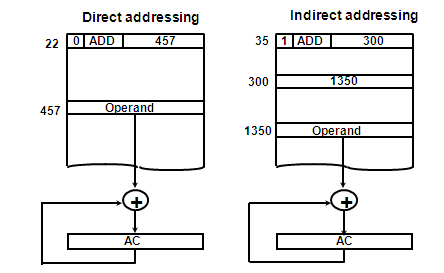 Direct addressing
22 0 ADD 457
457 Operand
+
AC
Indirect addressing
35 1 ADD 300
300 1350
1350 Operand
+
AC